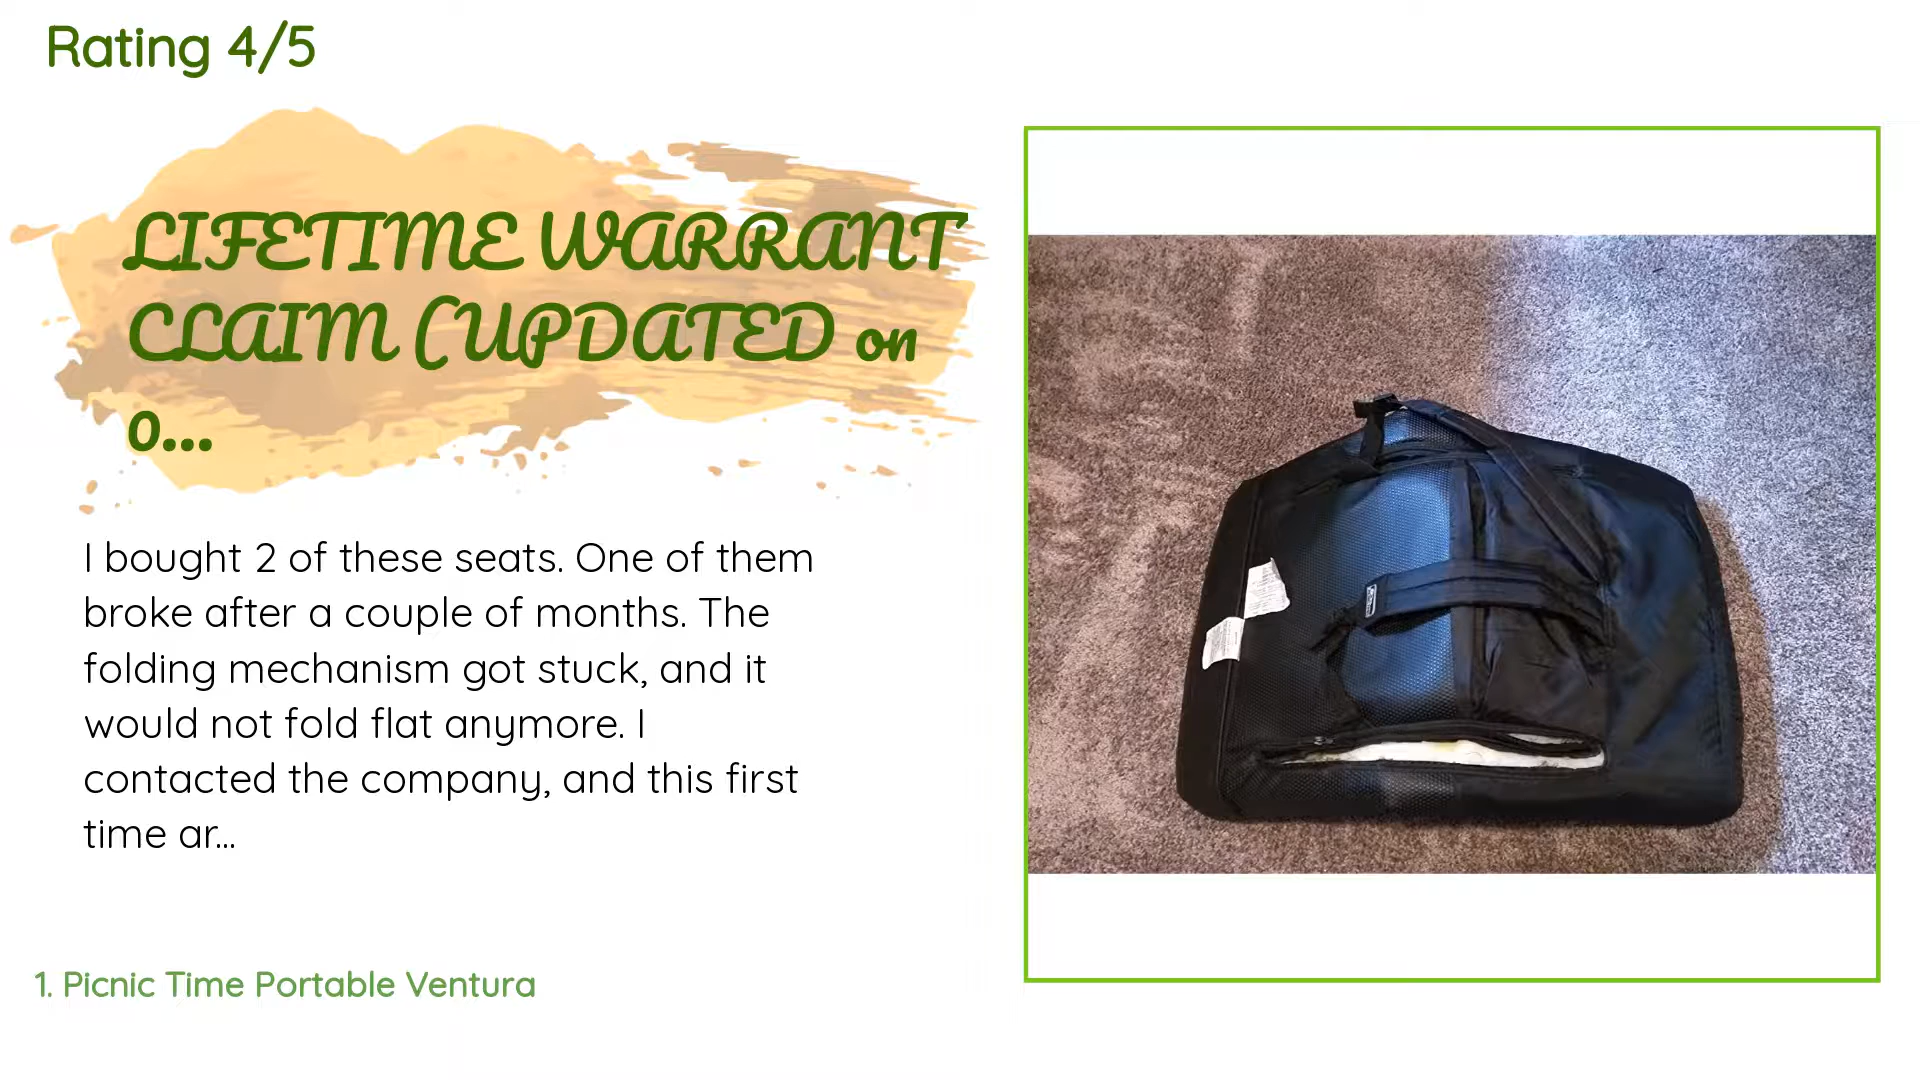 Rating 4/5
LIFETIME WARRANT
CLAIM (UPDATED on
o...
I bought 2 of these seats. One of them
broke after a couple of months. The
folding mechanism got stuck, and it
would not fold flat anymore. I
contacted the company, and this first
time ar...
1. Picnic Time Portable Ventura